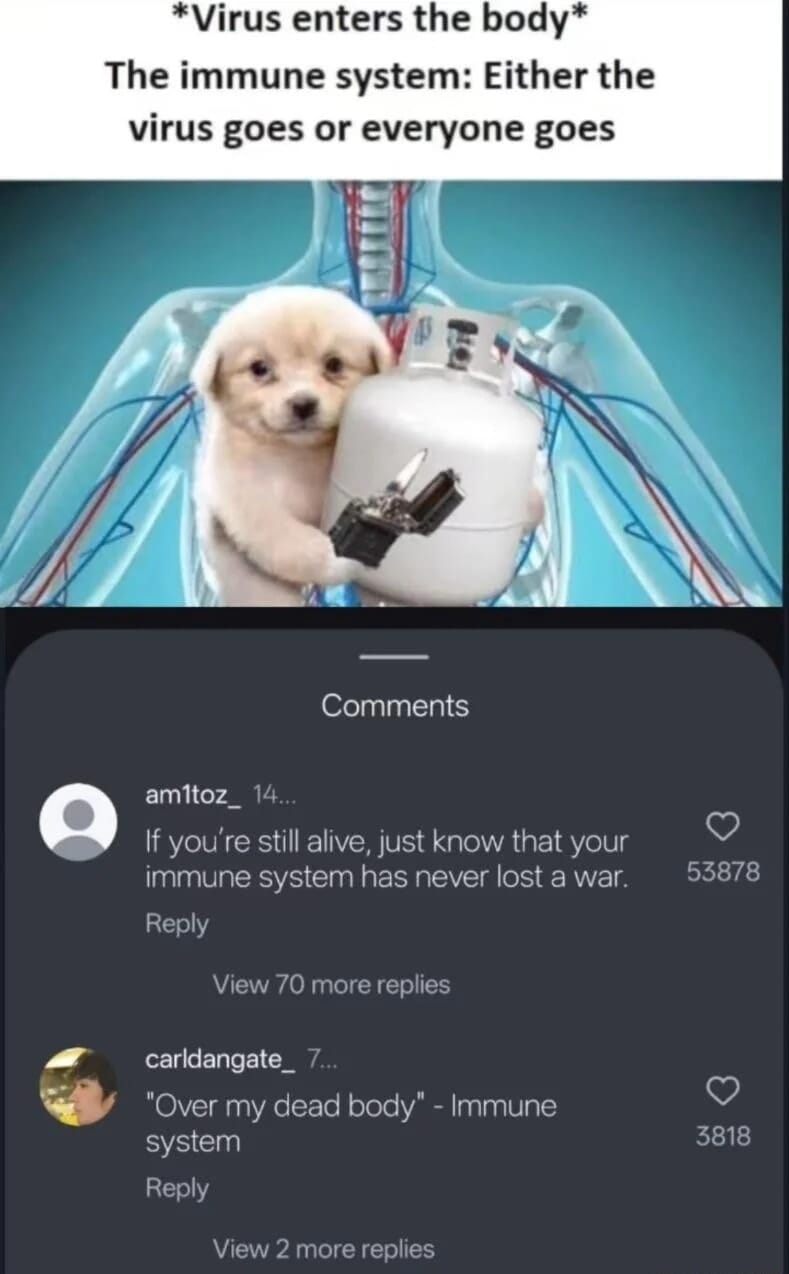 *Virus enters the body*
The immune system: Either the
virus goes or everyone goes
Comments
am1toz_ 14...
If you're still alive, just know that your
immune system has never lost a war.
53878
Reply
View 70 more replies
carldangate_ 7...
"Over my dead body" - Immune
system
3818
Reply
View 2 more replies